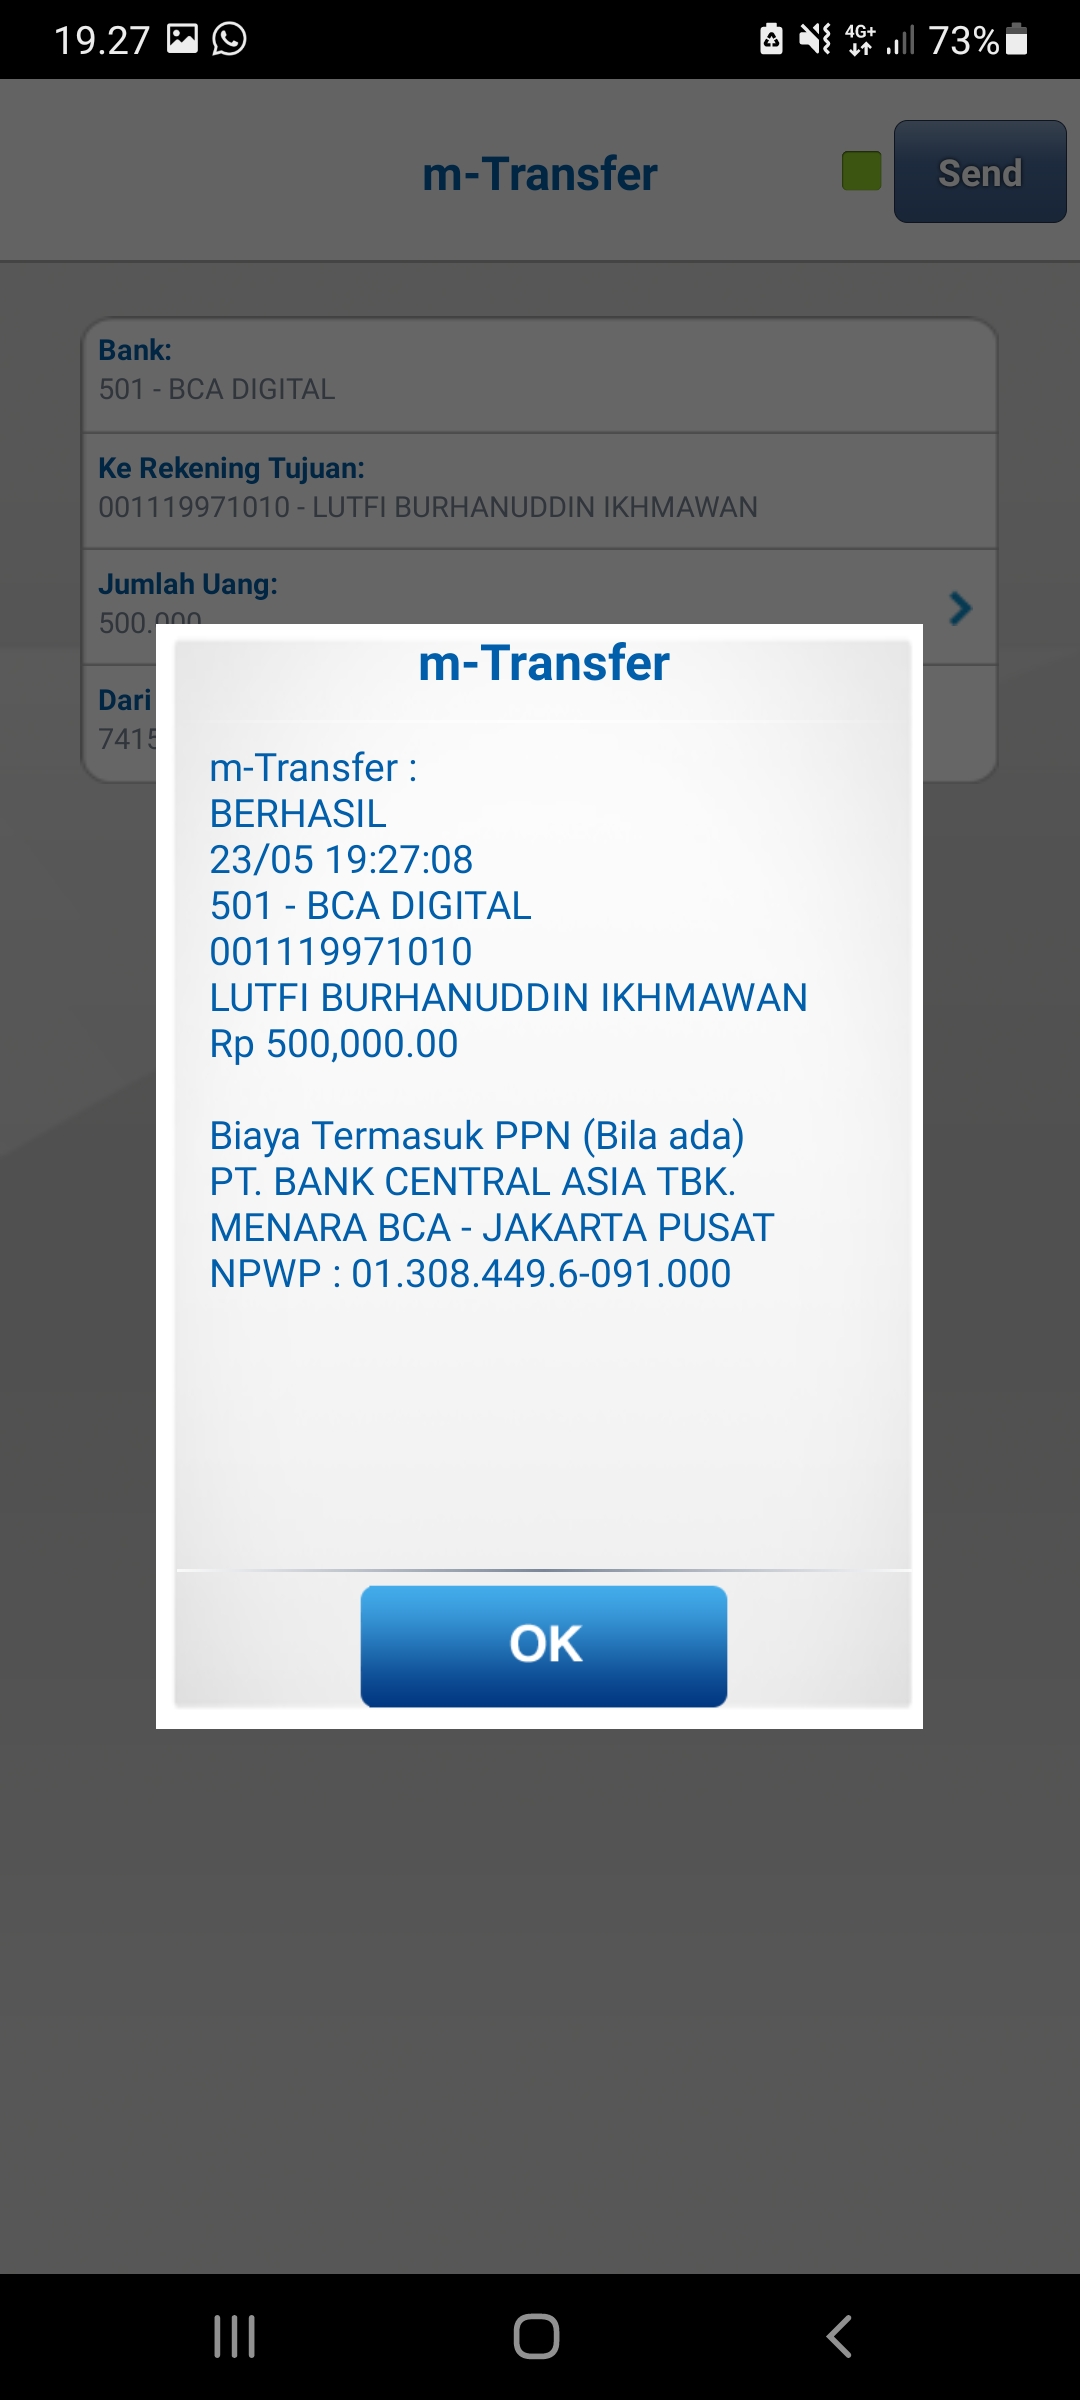 19.27
4G+
73%
m-Transfer
Send
Bank:
501 - BCA DIGITAL
Ke Rekening Tujuan:
001119971010 - LUTFI BURHANUDDIN IKHMAWAN
Jumlah Uang:
500.000
Dari
7415
m-Transfer
m-Transfer :
BERHASIL
23/05 19:27:08
501 - BCA DIGITAL
001119971010
LUTFI BURHANUDDIN IKHMAWAN
Rp 500,000.00
Biaya Termasuk PPN (Bila ada)
PT. BANK CENTRAL ASIA TBK.
MENARA BCA - JAKARTA PUSAT
NPWP : 01.308.449.6-091.000
OK